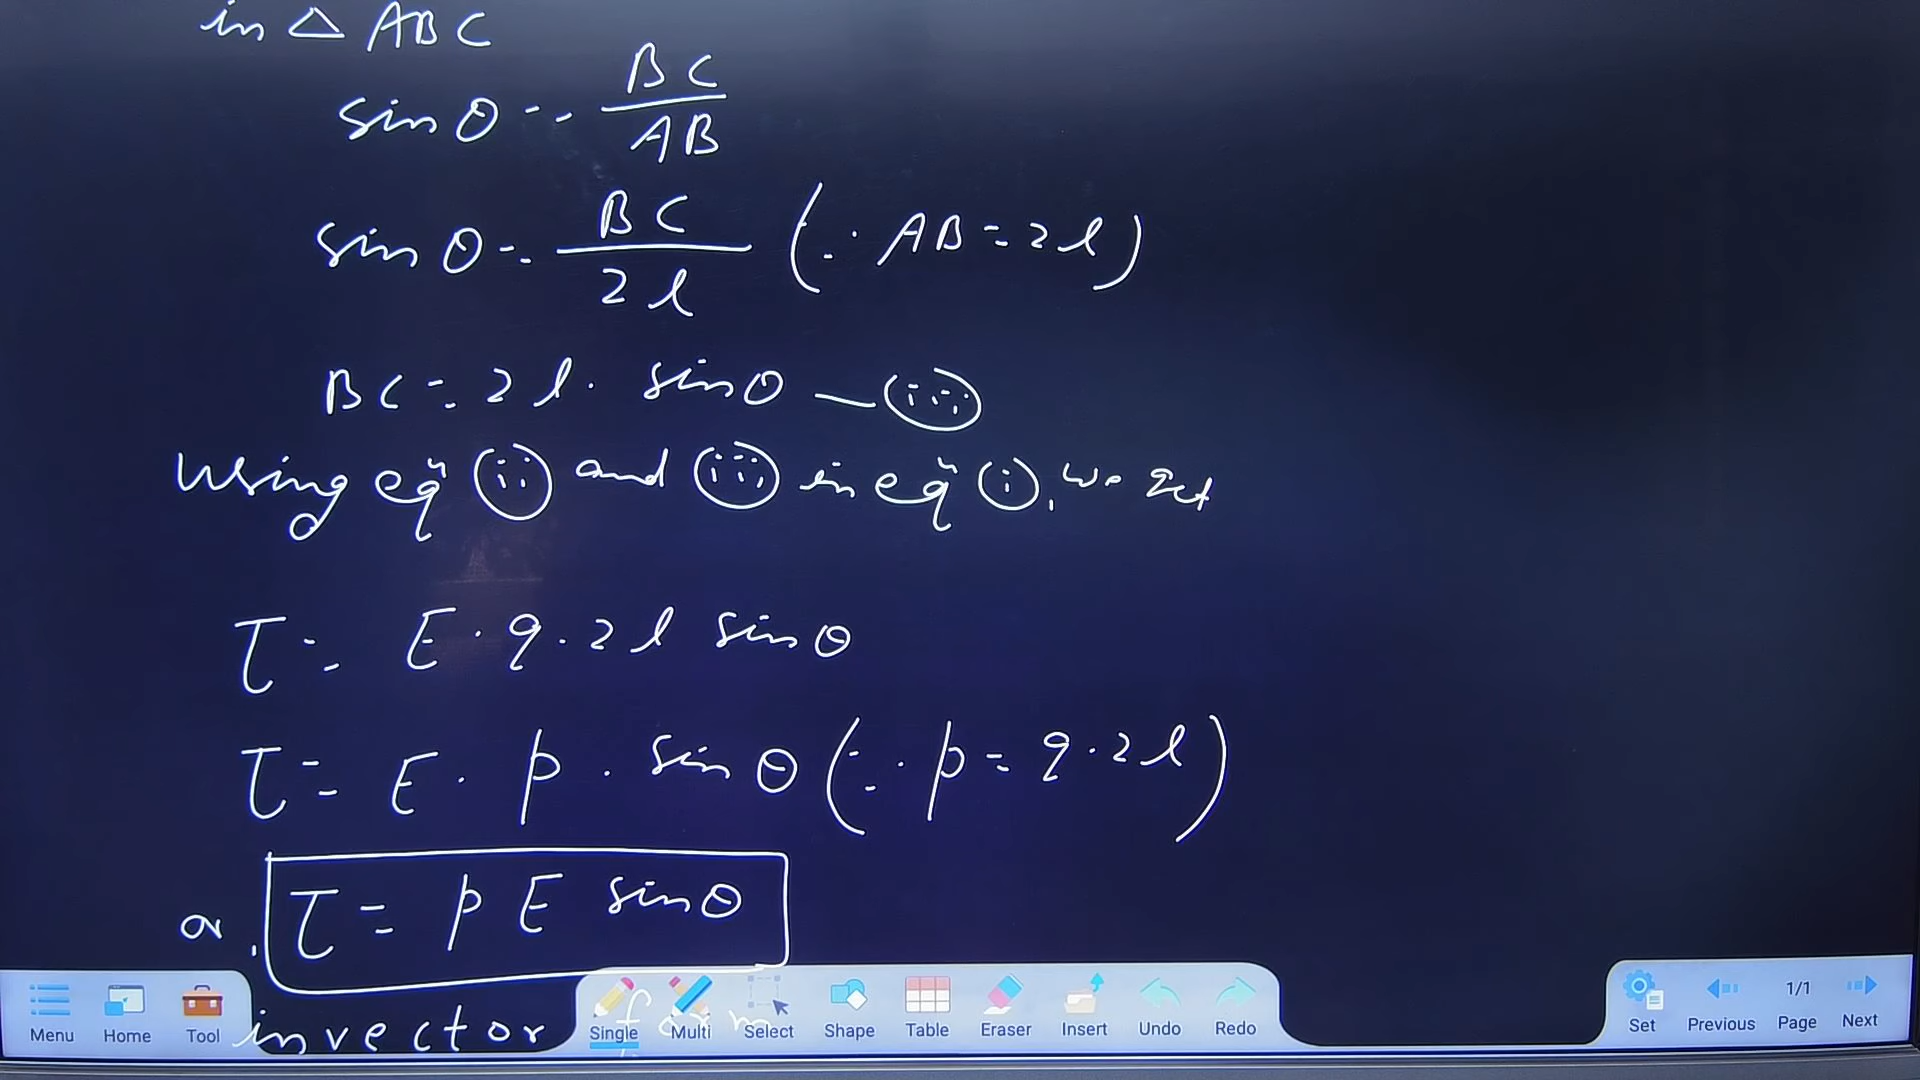 in △ ABC
sin θ = BC/AB
sin θ = BC/2l (∵ AB = 2l)
BC = 2l · sin θ — (iii)
Using eqⁿ (ii) and (iii) in eqⁿ (i), we get
τ = E · q · 2l sin θ
τ = E · p · sin θ (∵ p = q · 2l)
or, τ = p E sin θ
in vector form
Menu Home Tool Single Multi Select Shape Table Eraser Insert Undo Redo Set Previous 1/1 Page Next